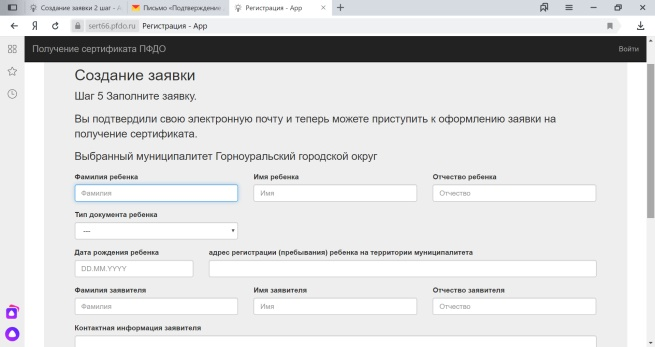 Создание заявки 2 шаг - А
Письмо «Подтверждение
Регистрация - App
Я
sert66.pfdo.ru Регистрация - App
Получение сертификата ПФДО
Войти
Создание заявки
Шаг 5 Заполните заявку.
Вы подтвердили свою электронную почту и теперь можете приступить к оформлению заявки на
получение сертификата.
Выбранный муниципалитет Горноуральский городской округ
Фамилия ребенка Имя ребенка Отчество ребенка
Фамилия Имя Отчество
Тип документа ребенка
---
Дата рождения ребенка адрес регистрации (пребывания) ребенка на территории муниципалитета
DD.MM.YYYY
Фамилия заявителя Имя заявителя Отчество заявителя
Фамилия Имя Отчество
Контактная информация заявителя